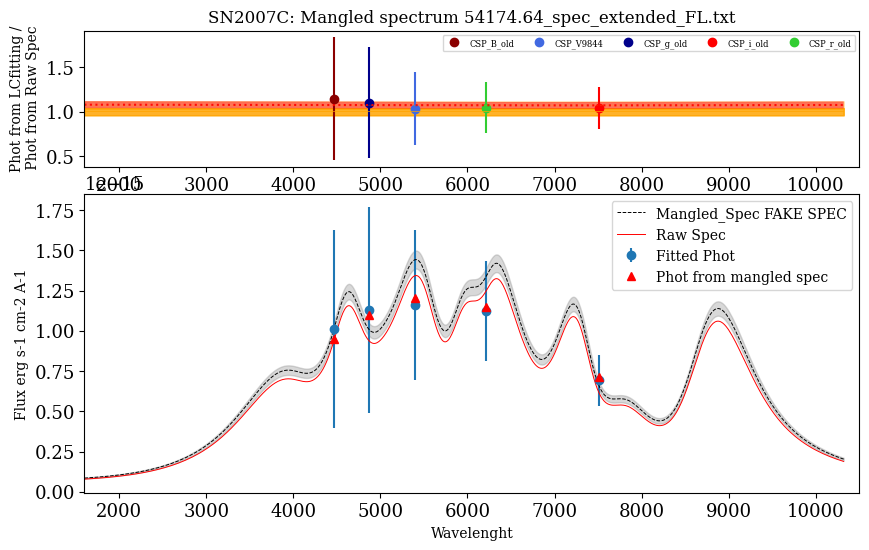 SN2007C: Mangled spectrum 54174.64_spec_extended_FL.txt
Phot from LCfitting /
Phot from Raw Spec
CSP_B_old CSP_V9844 CSP_g_old CSP_i_old CSP_r_old
1.5
1.0
0.5
2000 3000 4000 5000 6000 7000 8000 9000 10000
1e−15
Flux erg s-1 cm-2 A-1
Mangled_Spec FAKE SPEC
Raw Spec
Fitted Phot
Phot from mangled spec
1.75
1.50
1.25
1.00
0.75
0.50
0.25
0.00
2000 3000 4000 5000 6000 7000 8000 9000 10000
Wavelenght